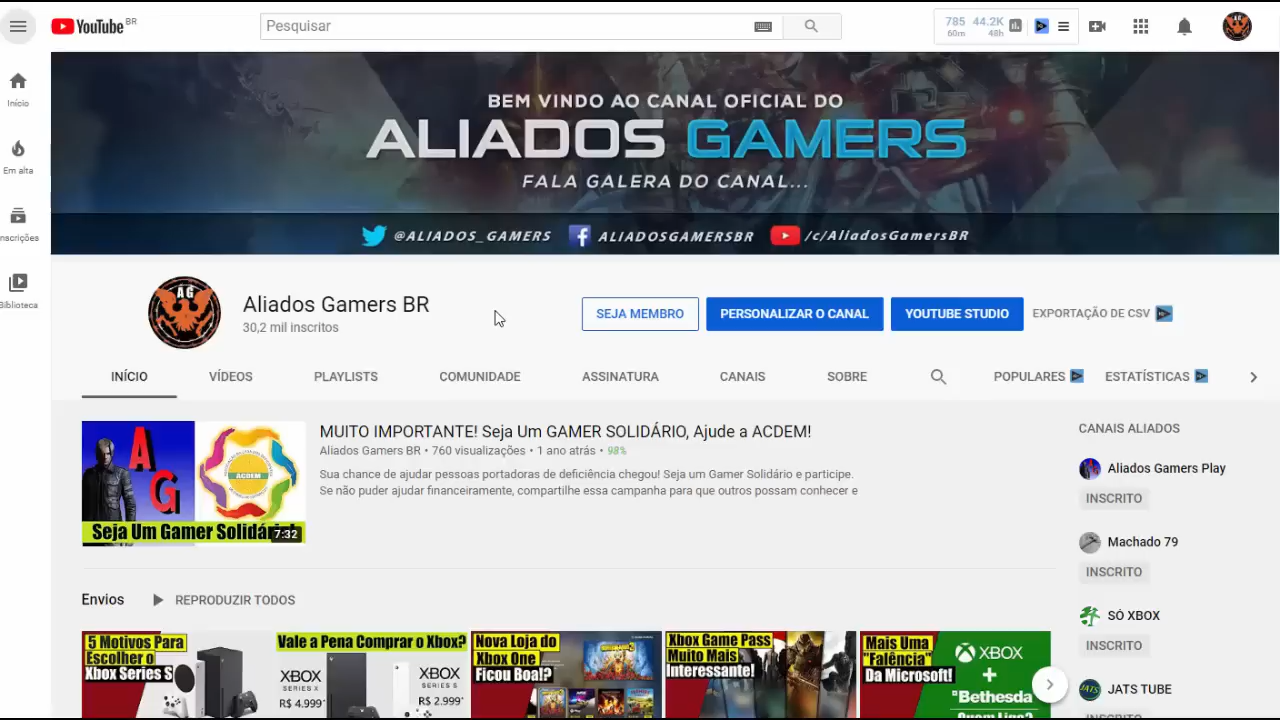 YouTube BR
Pesquisar
785
60m
44.2K
48h
Início
Em alta
Inscrições
Biblioteca
BEM VINDO AO CANAL OFICIAL DO
ALIADOS GAMERS
FALA GALERA DO CANAL...
@ALIADOS_GAMERS
ALIADOSGAMERSBR
/c/AliadosGamersBR
AG
Aliados Gamers BR
30,2 mil inscritos
SEJA MEMBRO
PERSONALIZAR O CANAL
YOUTUBE STUDIO
EXPORTAÇÃO DE CSV
INÍCIO
VÍDEOS
PLAYLISTS
COMUNIDADE
ASSINATURA
CANAIS
SOBRE
POPULARES
ESTATÍSTICAS
A
G
ACDEM
Seja Um Gamer Solidári
7:32
MUITO IMPORTANTE! Seja Um GAMER SOLIDÁRIO, Ajude a ACDEM!
Aliados Gamers BR • 760 visualizações • 1 ano atrás • 98%
Sua chance de ajudar pessoas portadoras de deficiência chegou! Seja um Gamer Solidário e participe.
Se não puder ajudar financeiramente, compartilhe essa campanha para que outros possam conhecer e
CANAIS ALIADOS
Aliados Gamers Play
INSCRITO
Machado 79
INSCRITO
SÓ XBOX
INSCRITO
JATS TUBE
INSCRITO
Envios
REPRODUZIR TODOS
5 Motivos Para
Escolher o
Xbox Series S
Vale a Pena Comprar o Xbox?
XBOX
SERIES X
R$ 4.999
XBOX
SERIES S
R$ 2.999
Nova Loja do
Xbox One
Ficou Boa!?
Xbox Game Pass
Muito Mais
Interessante!
Mais Uma
"Falência"
Da Microsoft!
XBOX
+
"Bethesda
Quem Liga?